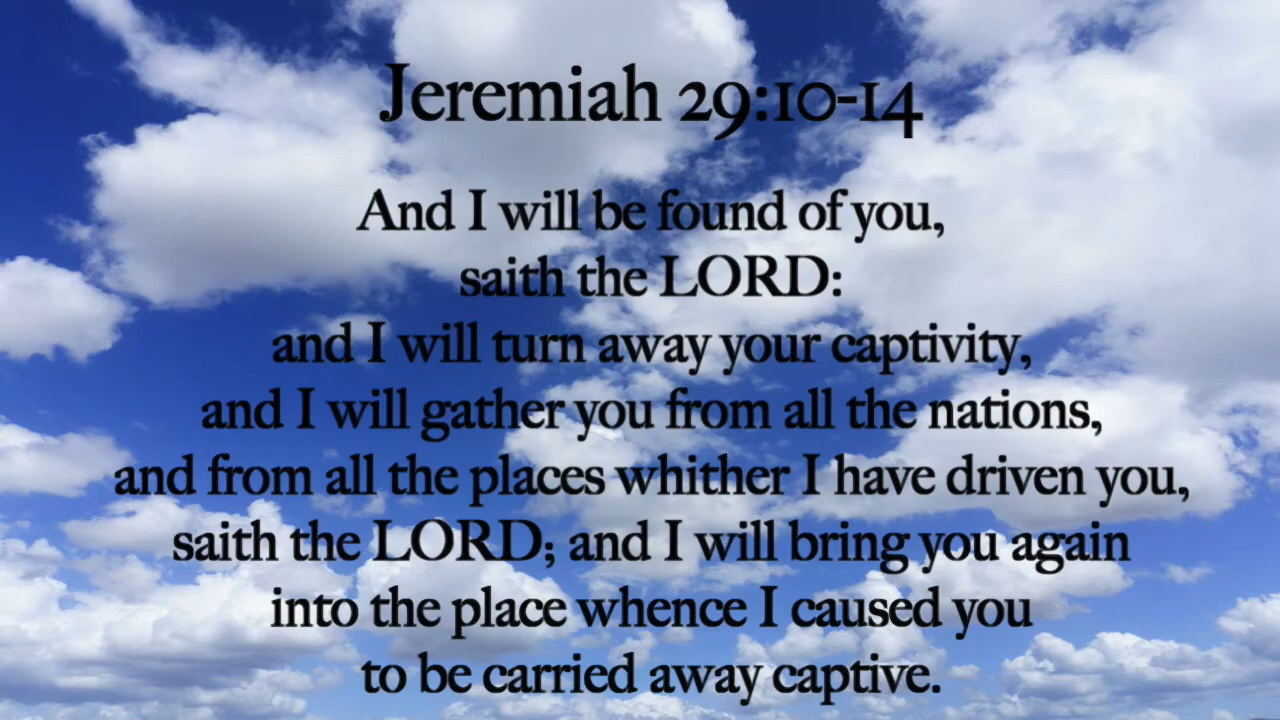 Jeremiah 29:10-14
And I will be found of you,
saith the LORD:
and I will turn away your captivity,
and I will gather you from all the nations,
and from all the places whither I have driven you,
saith the LORD; and I will bring you again
into the place whence I caused you
to be carried away captive.